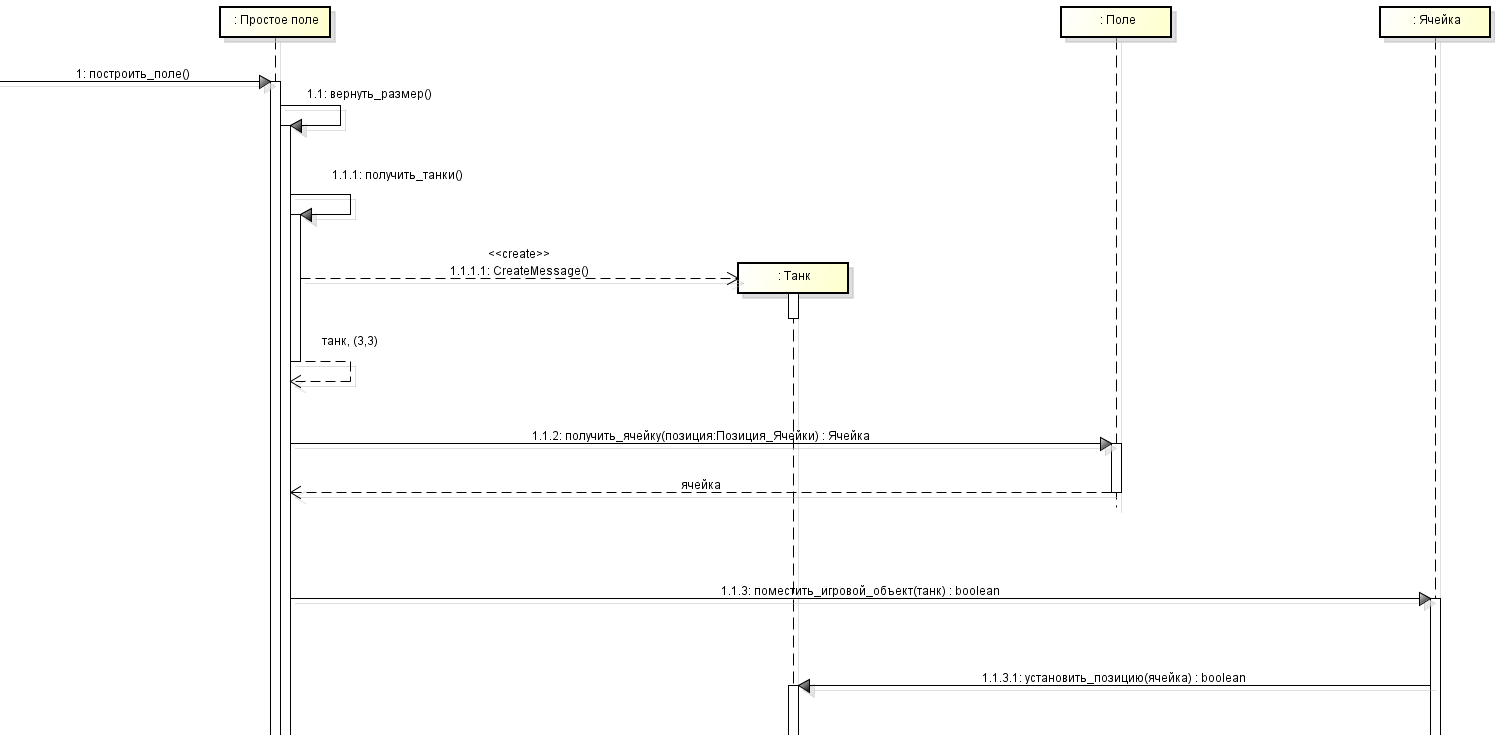 : Простое поле
: Поле
: Ячейка
1: построить_поле()
1.1: вернуть_размер()
1.1.1: получить_танки()
<<create>>
1.1.1.1: CreateMessage()
: Танк
танк, (3,3)
1.1.2: получить_ячейку(позиция:Позиция_Ячейки) : Ячейка
ячейка
1.1.3: поместить_игровой_объект(танк) : boolean
1.1.3.1: установить_позицию(ячейка) : boolean